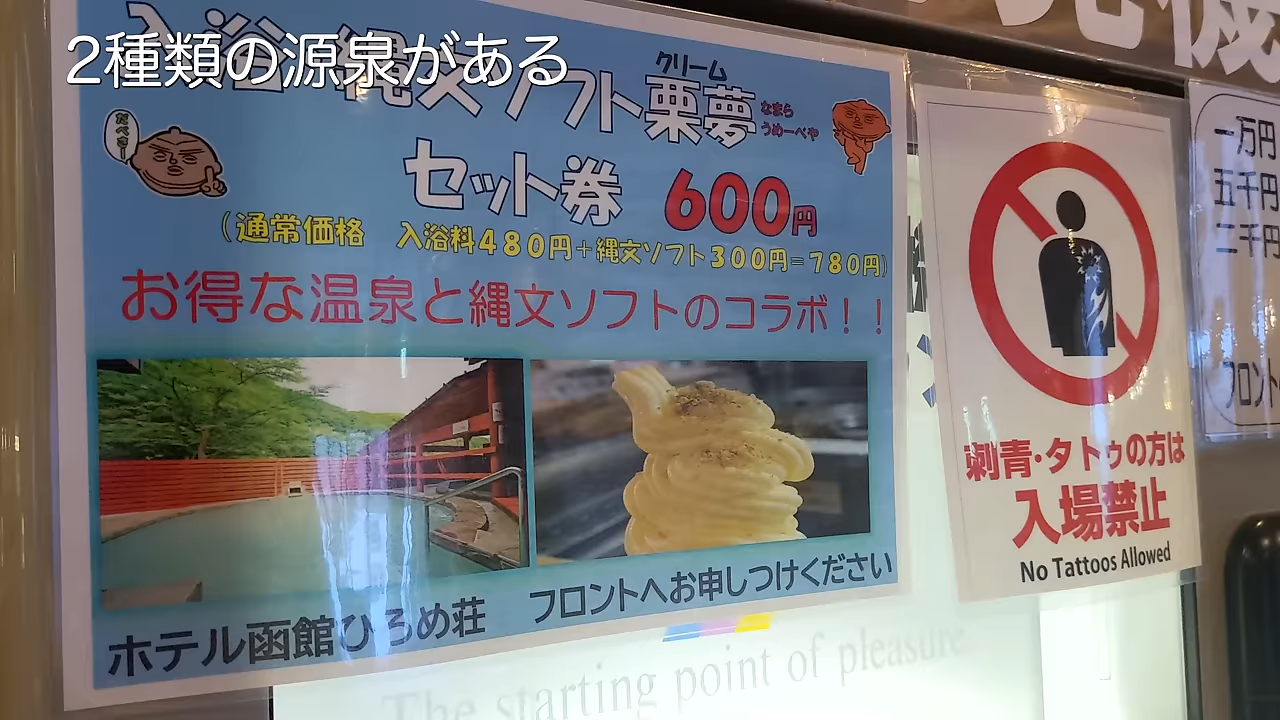 2種類の源泉がある
入浴 縄文ソフト栗夢
クリーム
なまら
うめーべや
だべさー
セット券 600円
(通常価格 入浴料480円+縄文ソフト300円=780円)
お得な温泉と縄文ソフトのコラボ!!
ホテル函館ひろめ荘 フロントへお申しつけください
刺青・タトゥの方は
入場禁止
No Tattoos Allowed
一万円
五千円
二千円
フロント
The starting point of pleasure